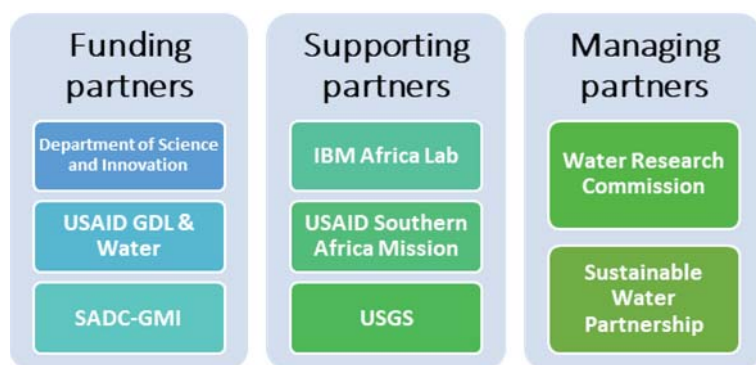 Funding
partners
Department of Science
and Innovation
USAID GDL &
Water
SADC-GMI
Supporting
partners
IBM Africa Lab
USAID Southern
Africa Mission
USGS
Managing
partners
Water Research
Commission
Sustainable
Water
Partnership